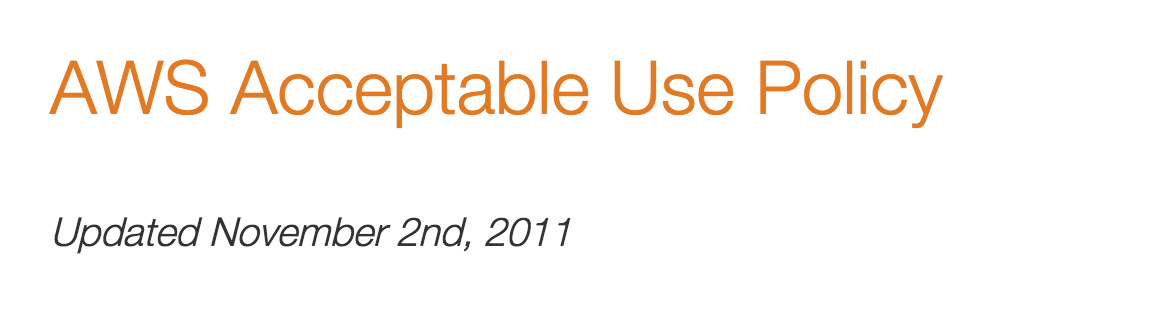 AWS Acceptable Use Policy
Updated November 2nd, 2011